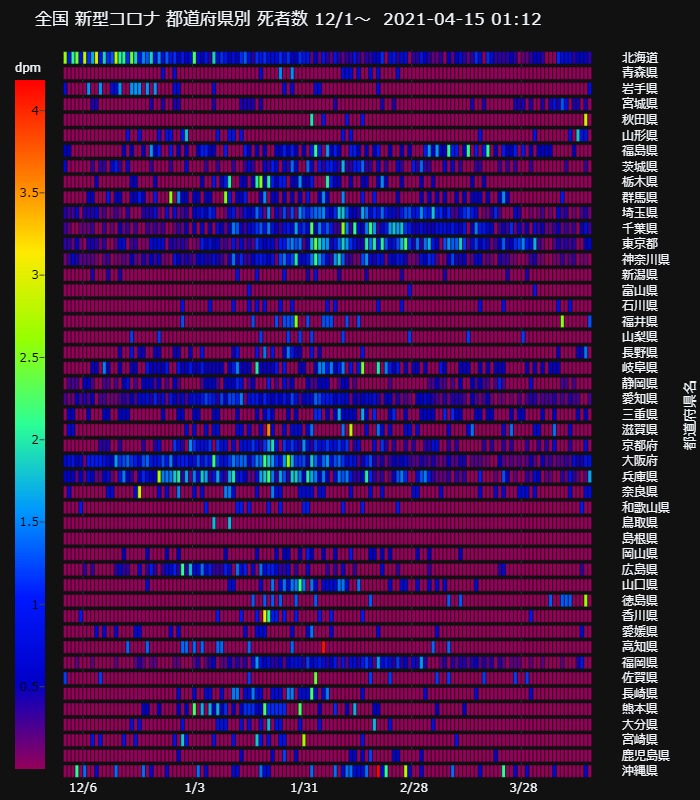 全国 新型コロナ 都道府県別 死者数 12/1～ 2021-04-15 01:12
dpm
4
3.5
3
2.5
2
1.5
1
0.5
北海道
青森県
岩手県
宮城県
秋田県
山形県
福島県
茨城県
栃木県
群馬県
埼玉県
千葉県
東京都
神奈川県
新潟県
富山県
石川県
福井県
山梨県
長野県
岐阜県
静岡県
愛知県
三重県
滋賀県
京都府
大阪府
兵庫県
奈良県
和歌山県
鳥取県
島根県
岡山県
広島県
山口県
徳島県
香川県
愛媛県
高知県
福岡県
佐賀県
長崎県
熊本県
大分県
宮崎県
鹿児島県
沖縄県
都道府県名
12/6 1/3 1/31 2/28 3/28